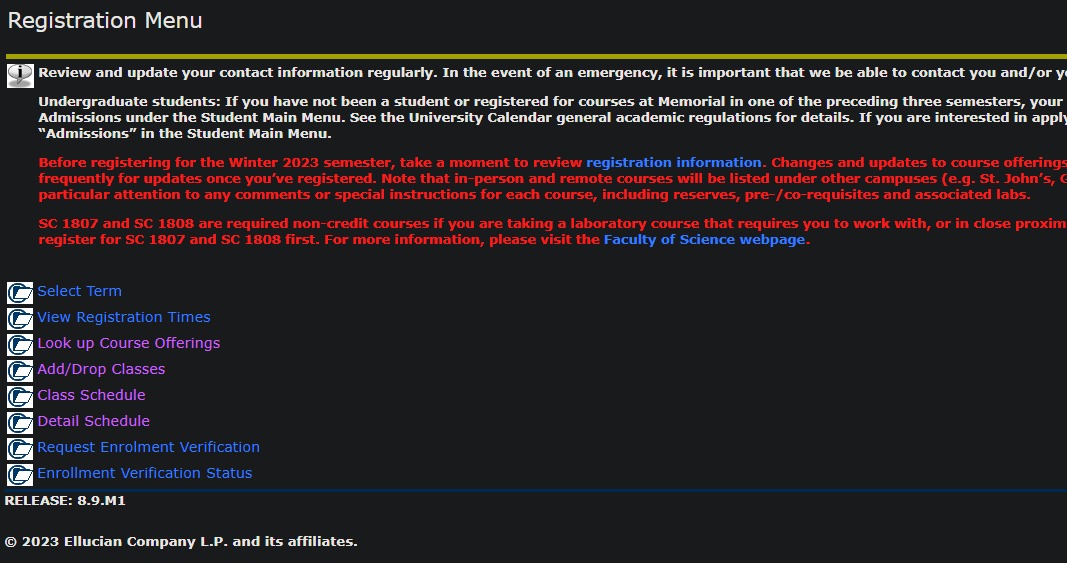 Registration Menu
Review and update your contact information regularly. In the event of an emergency, it is important that we be able to contact you and/or
Undergraduate students: If you have not been a student or registered for courses at Memorial in one of the preceding three semesters, your
Admissions under the Student Main Menu. See the University Calendar general academic regulations for details. If you are interested in
“Admissions” in the Student Main Menu.
Before registering for the Winter 2023 semester, take a moment to review registration information. Changes and updates to course offerings
frequently for updates once you’ve registered. Note that in-person and remote courses will be listed under other campuses (e.g. St. John’s,
particular attention to any comments or special instructions for each course, including reserves, pre-/co-requisites and associated labs.
SC 1807 and SC 1808 are required non-credit courses if you are taking a laboratory course that requires you to work with, or in close
register for SC 1807 and SC 1808 first. For more information, please visit the Faculty of Science webpage.
Select Term
View Registration Times
Look up Course Offerings
Add/Drop Classes
Class Schedule
Detail Schedule
Request Enrolment Verification
Enrollment Verification Status
RELEASE: 8.9.M1
© 2023 Ellucian Company L.P. and its affiliates.